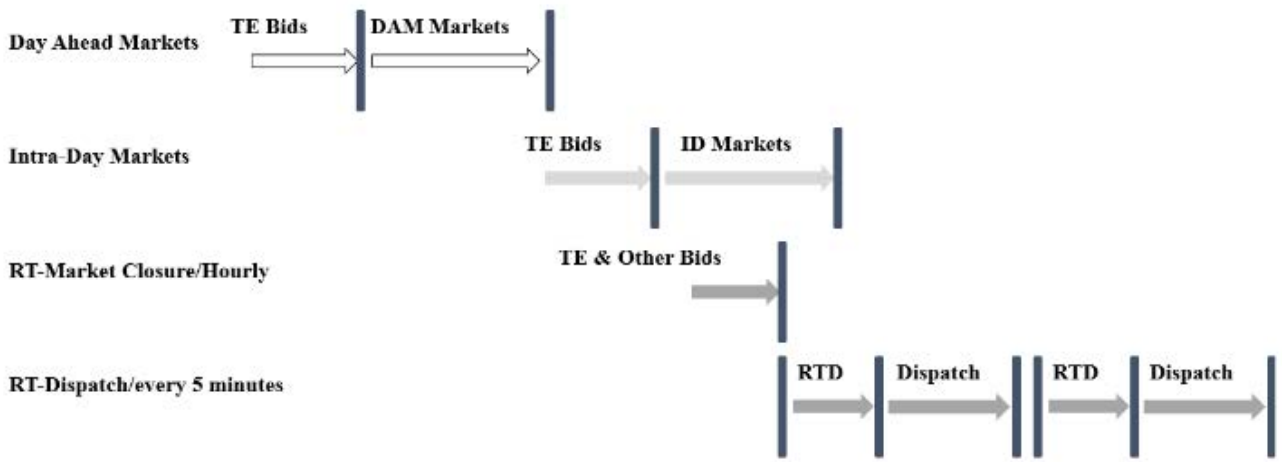 TE Bids DAM Markets
Day Ahead Markets
TE Bids ID Markets
Intra-Day Markets
TE & Other Bids
RT-Market Closure/Hourly
RTD Dispatch RTD Dispatch
RT-Dispatch/every 5 minutes